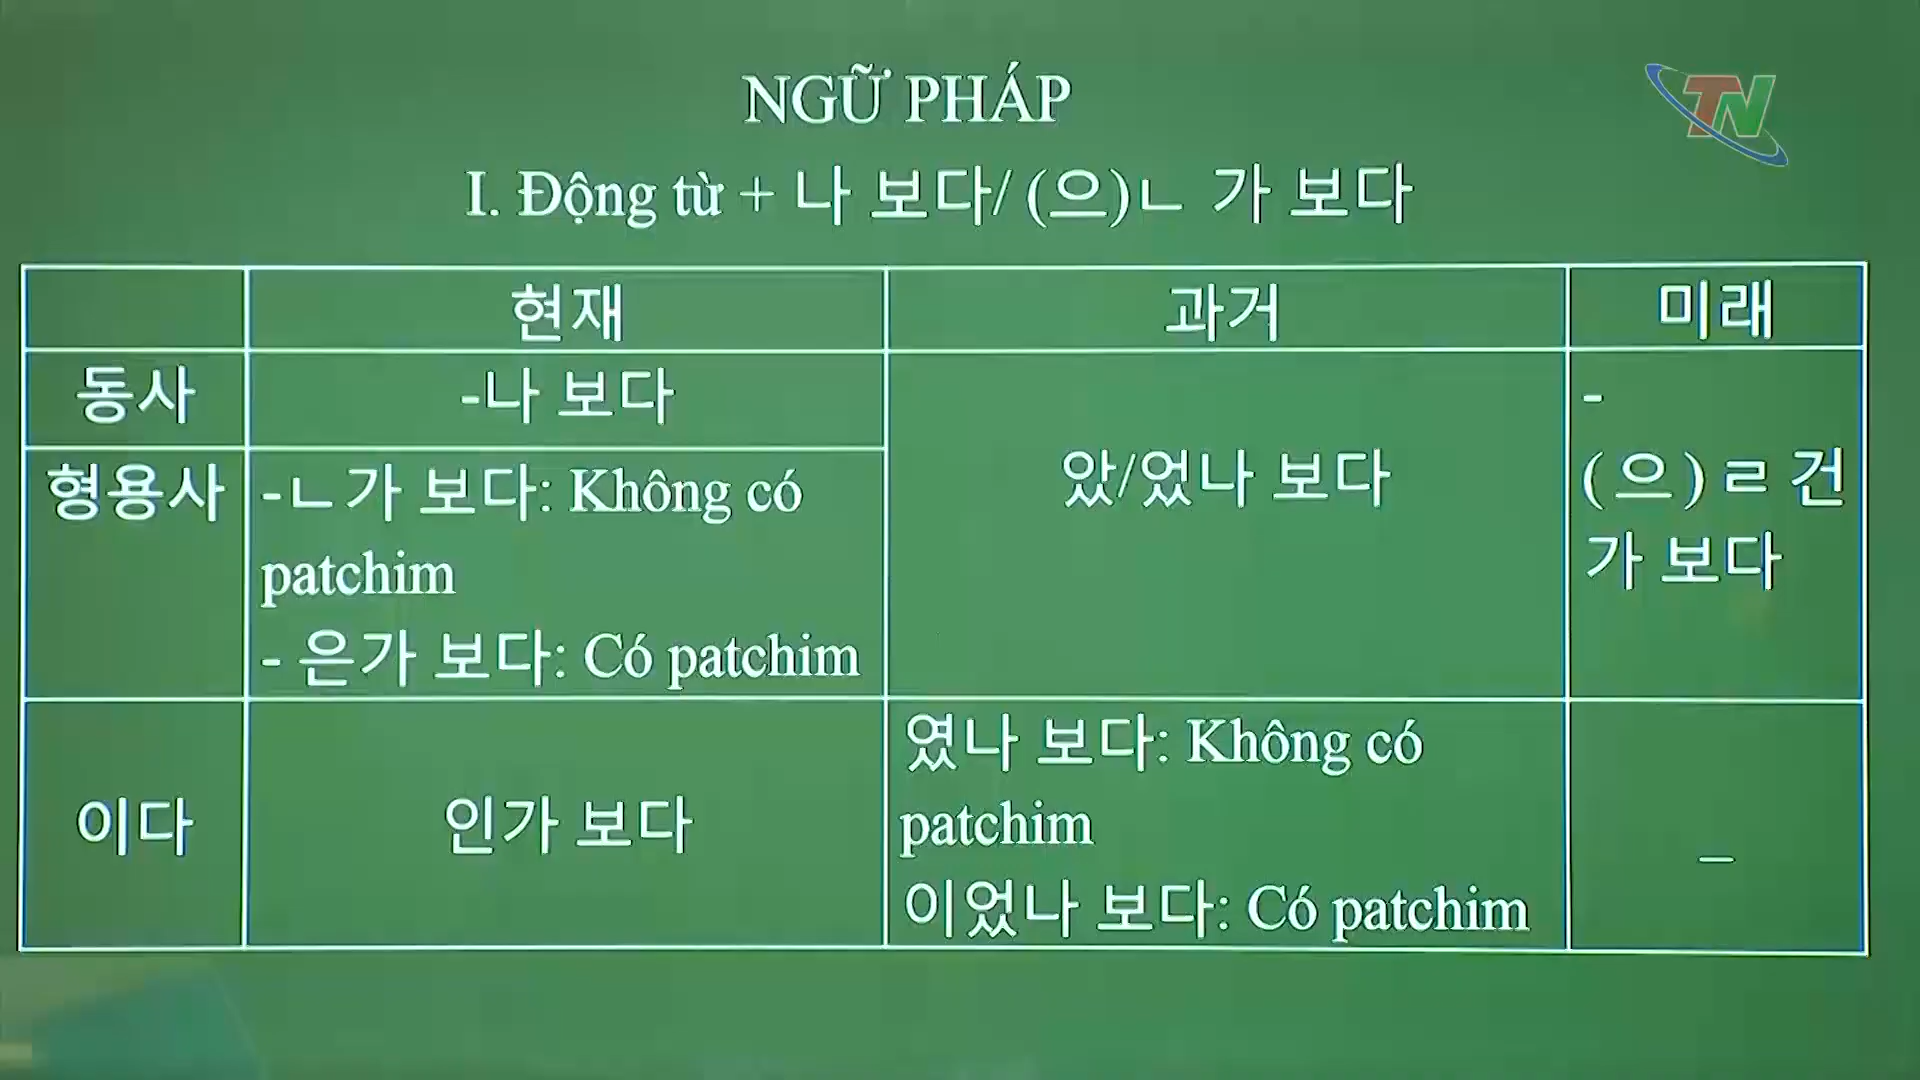 NGỮ PHÁP
TN
I. Động từ + 나 보다/ (으)ㄴ 가 보다
현재
과거
미래
동사
-나 보다
았/었나 보다
-
(으)ㄹ 건
가 보다
형용사
-ㄴ가 보다: Không có
patchim
- 은가 보다: Có patchim
이다
인가 보다
였나 보다: Không có
patchim
이었나 보다: Có patchim
_